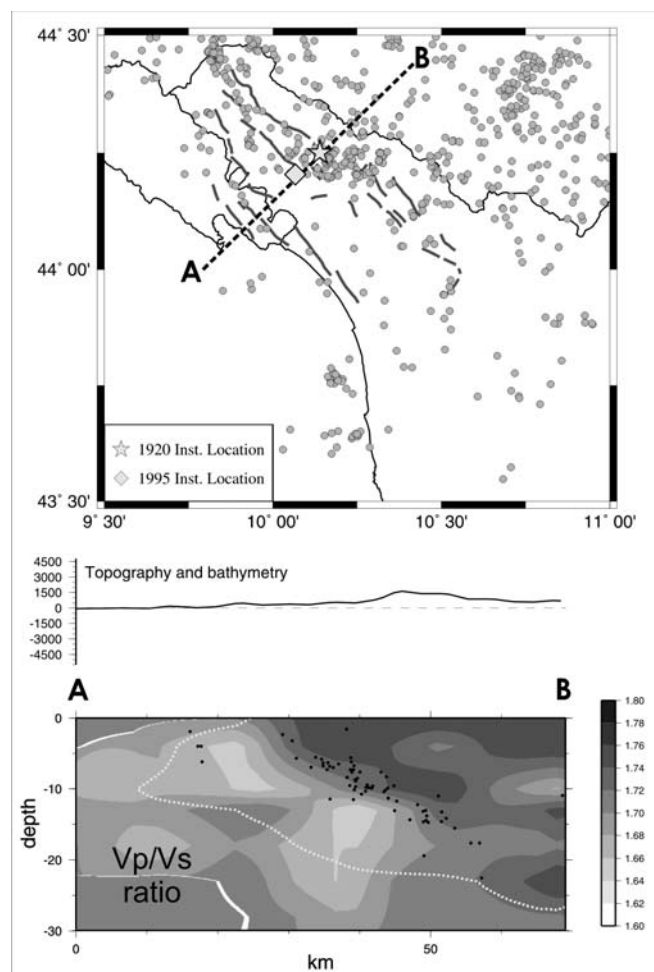 44° 30'
B
44° 00'
A
1920 Inst. Location
1995 Inst. Location
43° 30'
9° 30'
10° 00'
10° 30'
11° 00'
4500
3000
1500
0
-1500
-3000
-4500
Topography and bathymetry
A
B
0
-10
-20
-30
depth
Vp/Vs
ratio
0
50
km
1.80
1.78
1.76
1.74
1.72
1.70
1.68
1.66
1.64
1.62
1.60